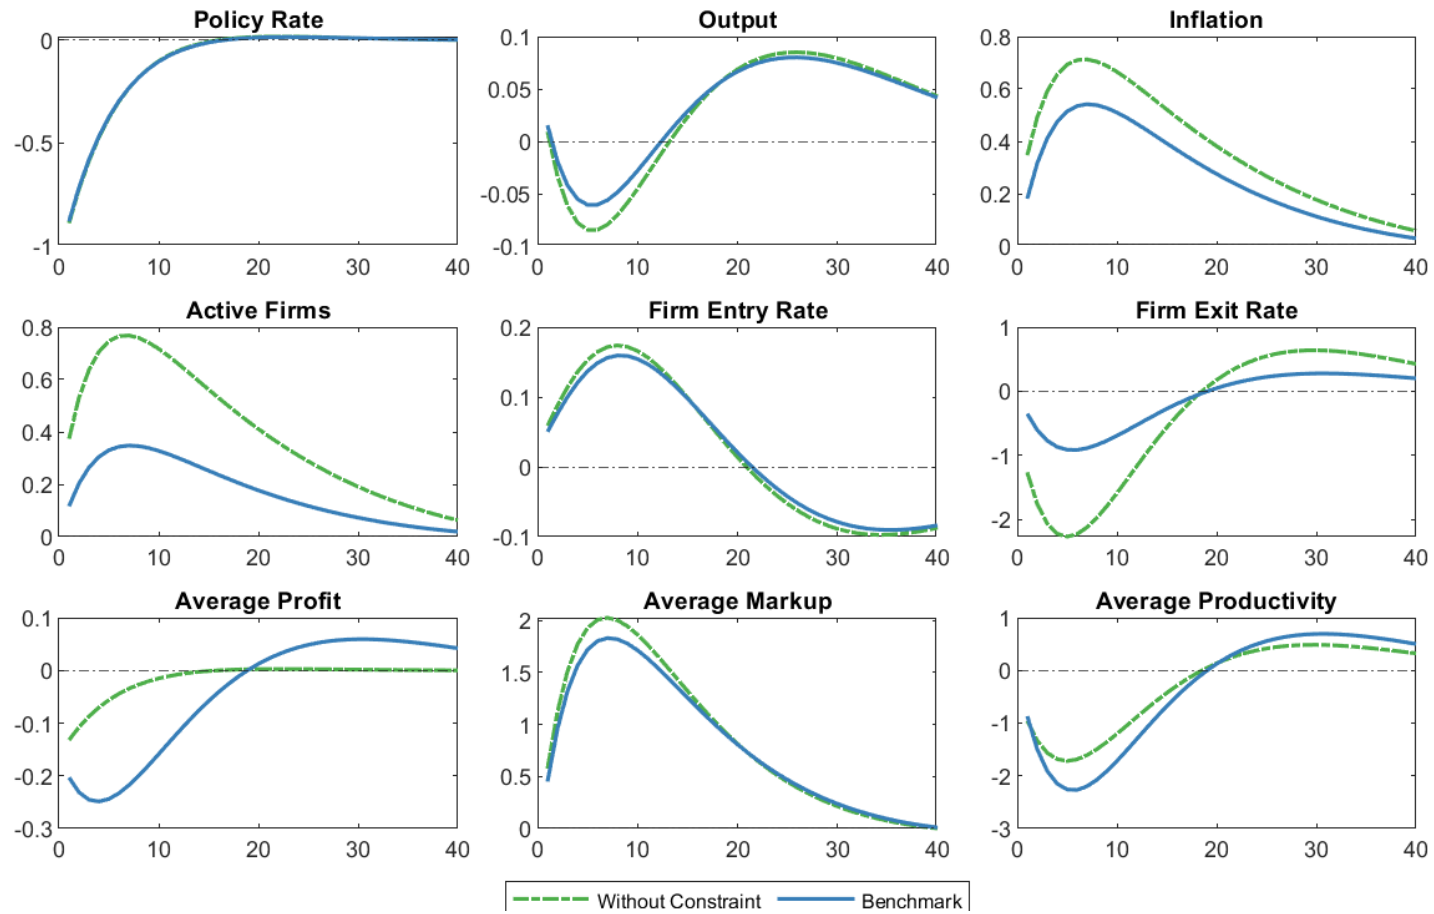 Policy Rate
0
-0.5
-1
0 10 20 30 40
Output
0.1
0.05
0
-0.05
-0.1
0 10 20 30 40
Inflation
0.8
0.6
0.4
0.2
0
0 10 20 30 40
Active Firms
0.8
0.6
0.4
0.2
0
0 10 20 30 40
Firm Entry Rate
0.2
0.1
0
-0.1
0 10 20 30 40
Firm Exit Rate
1
0
-1
-2
0 10 20 30 40
Average Profit
0.1
0
-0.1
-0.2
-0.3
0 10 20 30 40
Average Markup
2
1.5
1
0.5
0
0 10 20 30 40
Average Productivity
1
0
-1
-2
-3
0 10 20 30 40
Without Constraint Benchmark